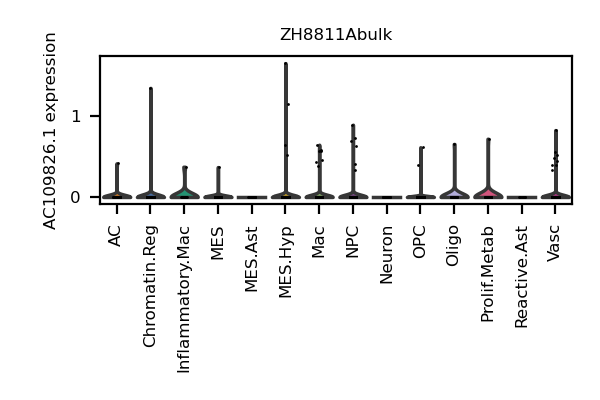 ZH8811Abulk
AC109826.1 expression
1
0
AC
Chromatin.Reg
Inflammatory.Mac
MES
MES.Ast
MES.Hyp
Mac
NPC
Neuron
OPC
Oligo
Prolif.Metab
Reactive.Ast
Vasc